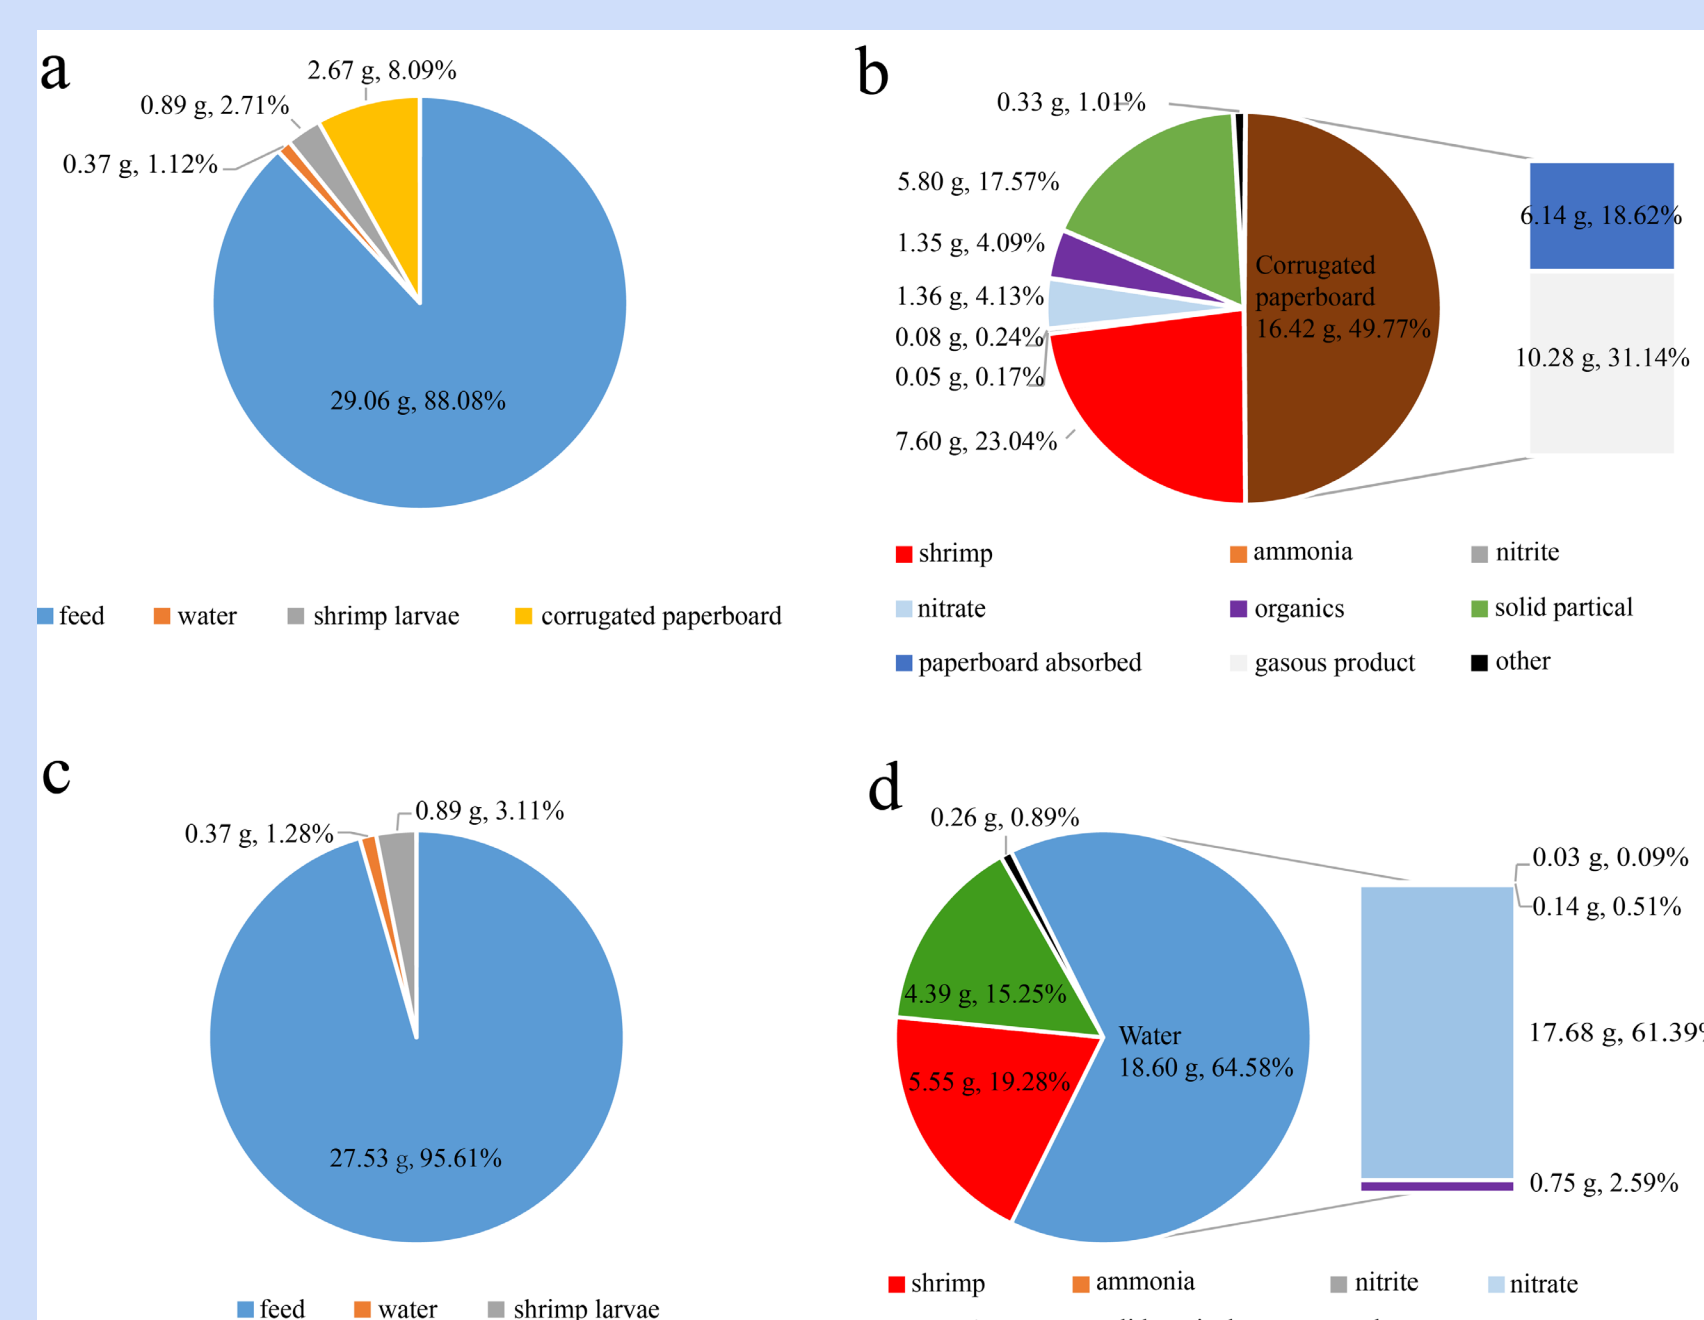 a
2.67 g, 8.09%
0.89 g, 2.71%
0.37 g, 1.12%
29.06 g, 88.08%
feed
water
shrimp larvae
corrugated paperboard
b
0.33 g, 1.01%
5.80 g, 17.57%
1.35 g, 4.09%
1.36 g, 4.13%
0.08 g, 0.24%
0.05 g, 0.17%
7.60 g, 23.04%
Corrugated
paperboard
16.42 g, 49.77%
6.14 g, 18.62%
10.28 g, 31.14%
shrimp
ammonia
nitrite
nitrate
organics
solid partical
paperboard absorbed
gasous product
other
c
0.89 g, 3.11%
0.37 g, 1.28%
27.53 g, 95.61%
feed
water
shrimp larvae
d
0.26 g, 0.89%
4.39 g, 15.25%
5.55 g, 19.28%
Water
18.60 g, 64.58%
0.03 g, 0.09%
0.14 g, 0.51%
17.68 g, 61.39%
0.75 g, 2.59%
shrimp
ammonia
nitrite
nitrate